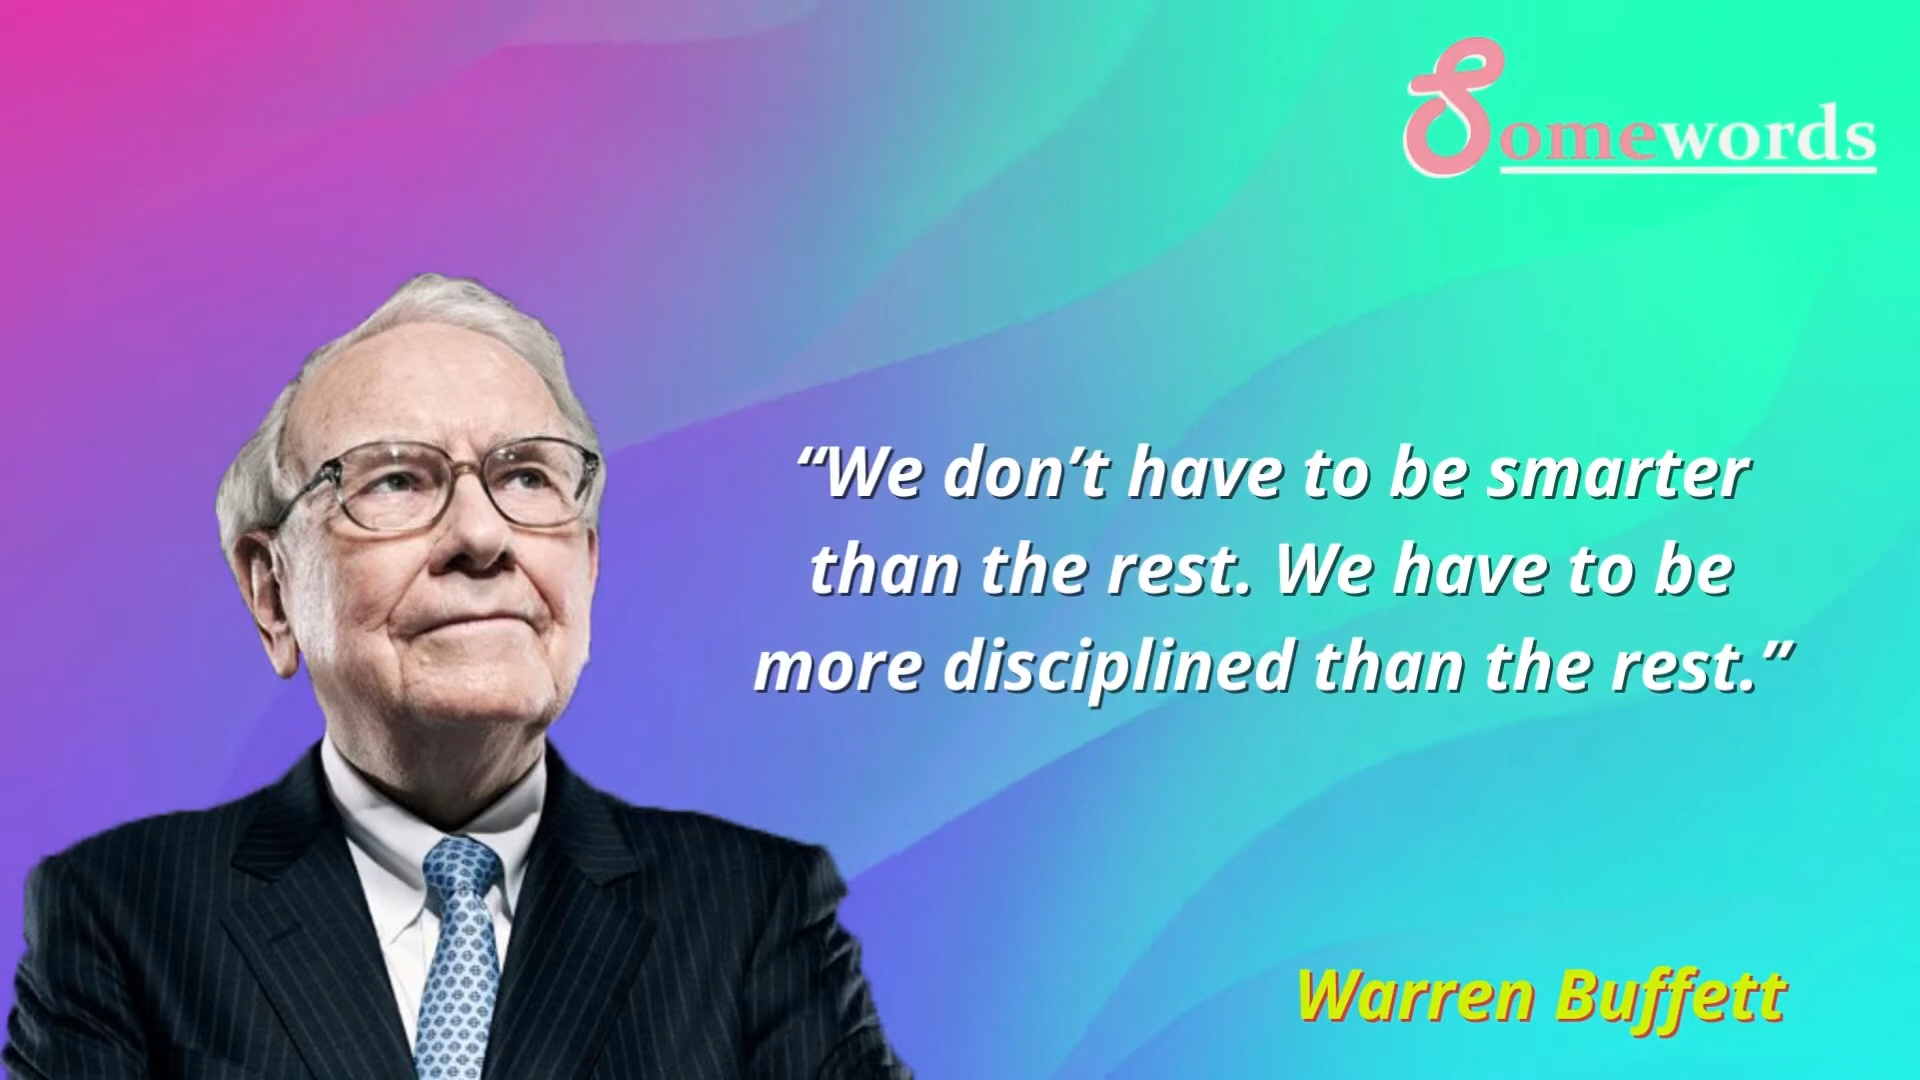 Somewords
“We don’t have to be smarter
than the rest. We have to be
more disciplined than the rest.”
Warren Buffett